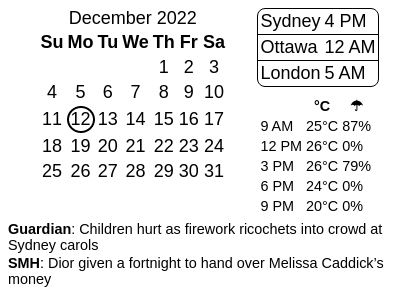 December 2022
Su Mo Tu We Th Fr Sa
1 2 3
4 5 6 7 8 9 10
11 12 13 14 15 16 17
18 19 20 21 22 23 24
25 26 27 28 29 30 31
Sydney 4 PM
Ottawa 12 AM
London 5 AM
°C ☂
9 AM 25°C 87%
12 PM 26°C 0%
3 PM 26°C 79%
6 PM 24°C 0%
9 PM 20°C 0%
Guardian: Children hurt as firework ricochets into crowd at
Sydney carols
SMH: Dior given a fortnight to hand over Melissa Caddick’s
money